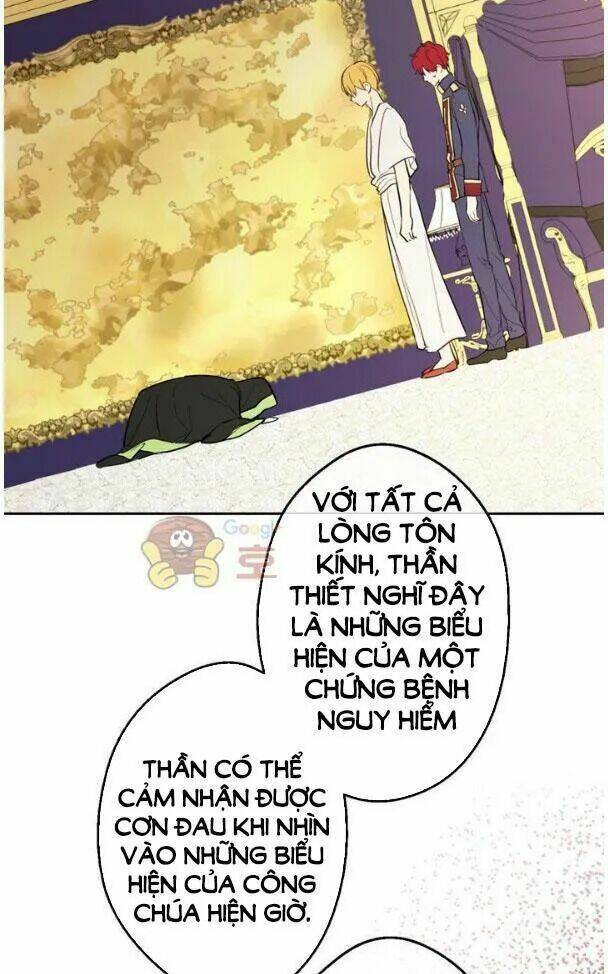 Google
호
VỚI TẤT CẢ
LÒNG TÔN
KÍNH, THẦN
THIẾT NGHĨ ĐÂY
LÀ NHỮNG BIỂU
HIỆN CỦA MỘT
CHỨNG BỆNH
NGUY HIỂM
THẦN CÓ THỂ
CẢM NHẬN ĐƯỢC
CƠN ĐAU KHI NHÌN
VÀO NHỮNG BIỂU
HIỆN CỦA CÔNG
CHÚA HIỆN GIỜ.